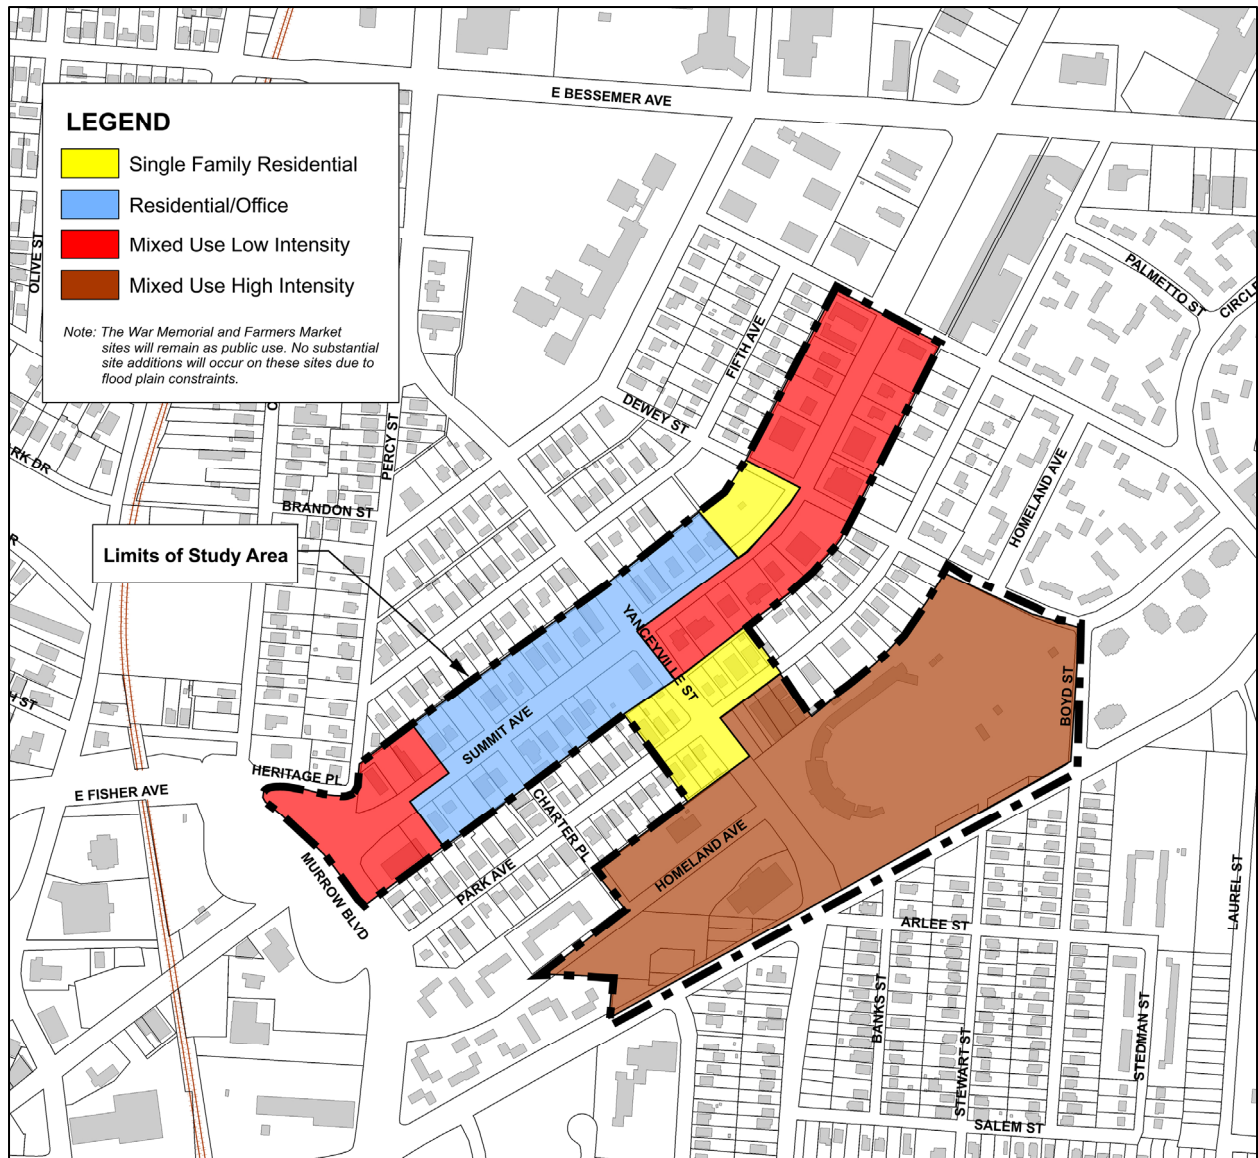 E BESSEMER AVE
LEGEND
Single Family Residential
Residential/Office
Mixed Use Low Intensity
Mixed Use High Intensity
Note: The War Memorial and Farmers Market
sites will remain as public use. No substantial
site additions will occur on these sites due to
flood plain constraints.
OLIVE ST
PALMETTO ST
CIRCLE
FIFTH AVE
DEWEY ST
PERCY ST
HOMELAND AVE
BRANDON ST
Limits of Study Area
YANCEYVILLE ST
BOYD ST
SUMMIT AVE
HERITAGE PL
E FISHER AVE
CHARTER PL
HOMELAND AVE
MURROW BLVD
PARK AVE
LAUREL ST
ARLEE ST
BANKS ST
STEWART ST
STEDMAN ST
SALEM ST